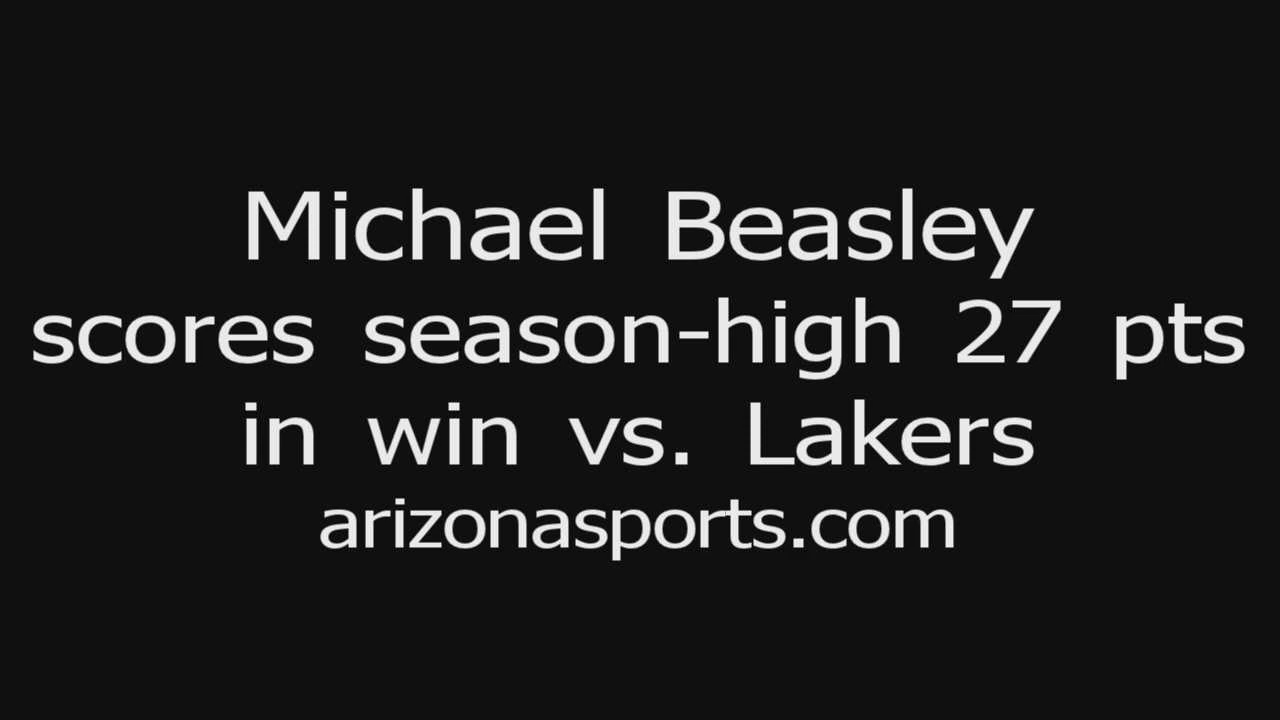 Michael Beasley
scores season-high 27 pts
in win vs. Lakers
arizonasports.com